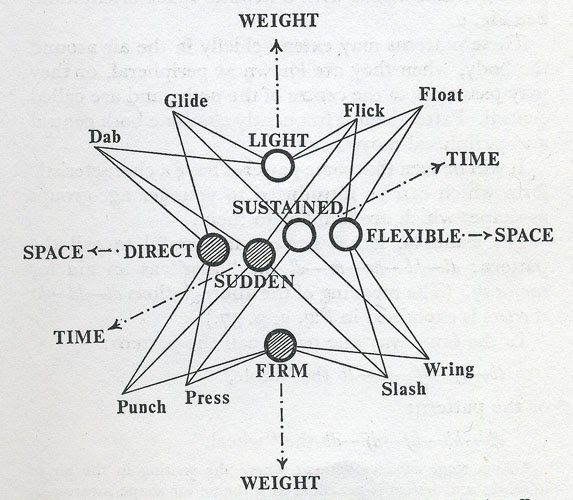 WEIGHT
Glide
Float
Flick
Dab
LIGHT
TIME
SUSTAINED
SPACE
DIRECT
FLEXIBLE
SPACE
SUDDEN
TIME
FIRM
Wring
Slash
Press
Punch
WEIGHT